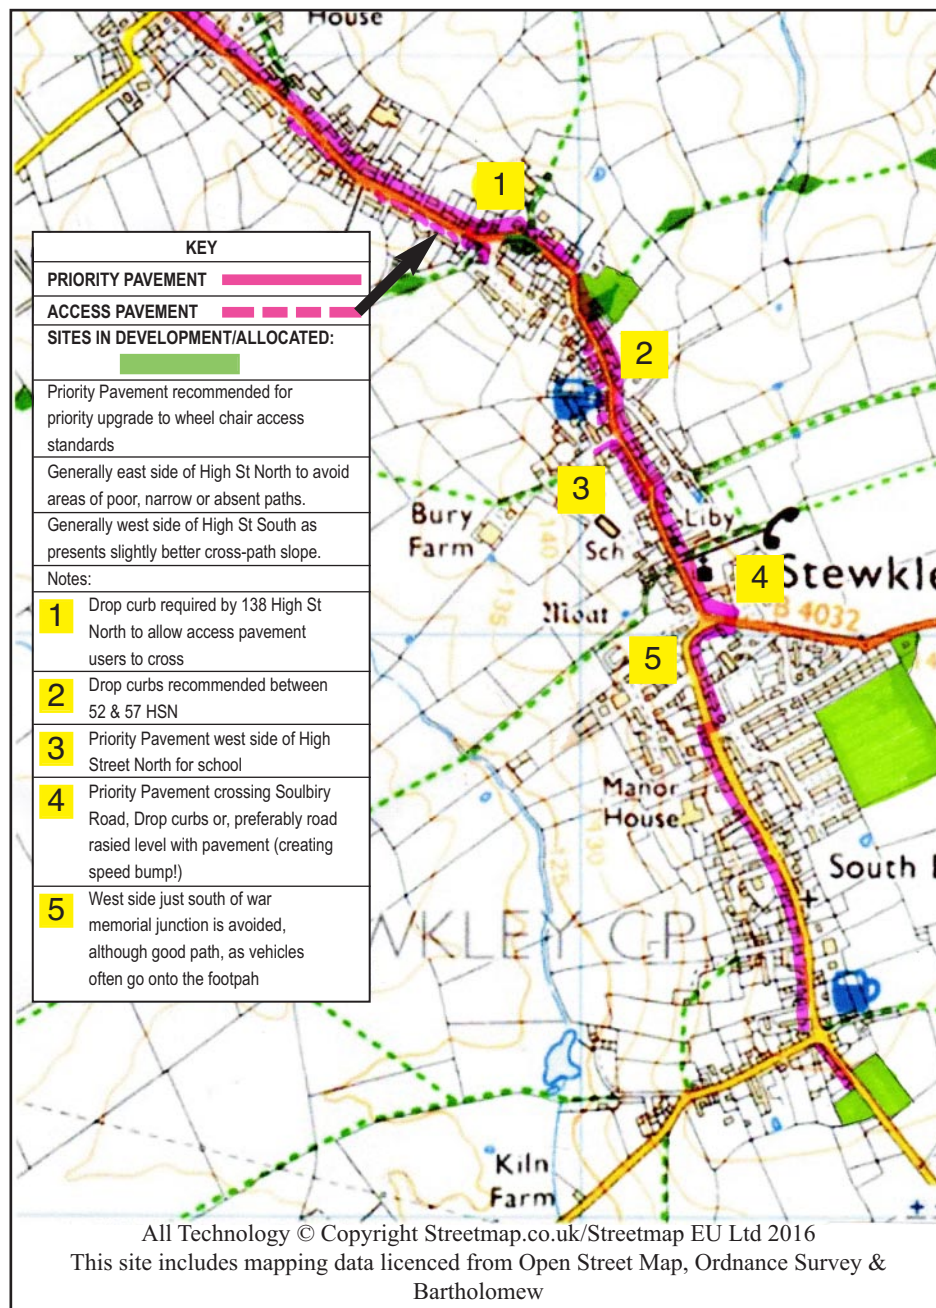 House
1
KEY
PRIORITY PAVEMENT
ACCESS PAVEMENT
SITES IN DEVELOPMENT/ALLOCATED:
Priority Pavement recommended for
priority upgrade to wheel chair access
standards
Generally east side of High St North to avoid
areas of poor, narrow or absent paths.
Generally west side of High St South as
presents slightly better cross-path slope.
Notes:
1 Drop curb required by 138 High St
North to allow access pavement
users to cross
2 Drop curbs recommended between
52 & 57 HSN
3 Priority Pavement west side of High
Street North for school
4 Priority Pavement crossing Soulbiry
Road, Drop curbs or, preferably road
rasied level with pavement (creating
speed bump!)
5 West side just south of war
memorial junction is avoided,
although good path, as vehicles
often go onto the footpah
2
3
Bury
Farm
140
135
Sch
Liby
4
Stewkle
B 4032
Moat
5
Manor
House
130
125
South E
WKLEY CP
Kiln
Farm
All Technology © Copyright Streetmap.co.uk/Streetmap EU Ltd 2016
This site includes mapping data licenced from Open Street Map, Ordnance Survey &
Bartholomew